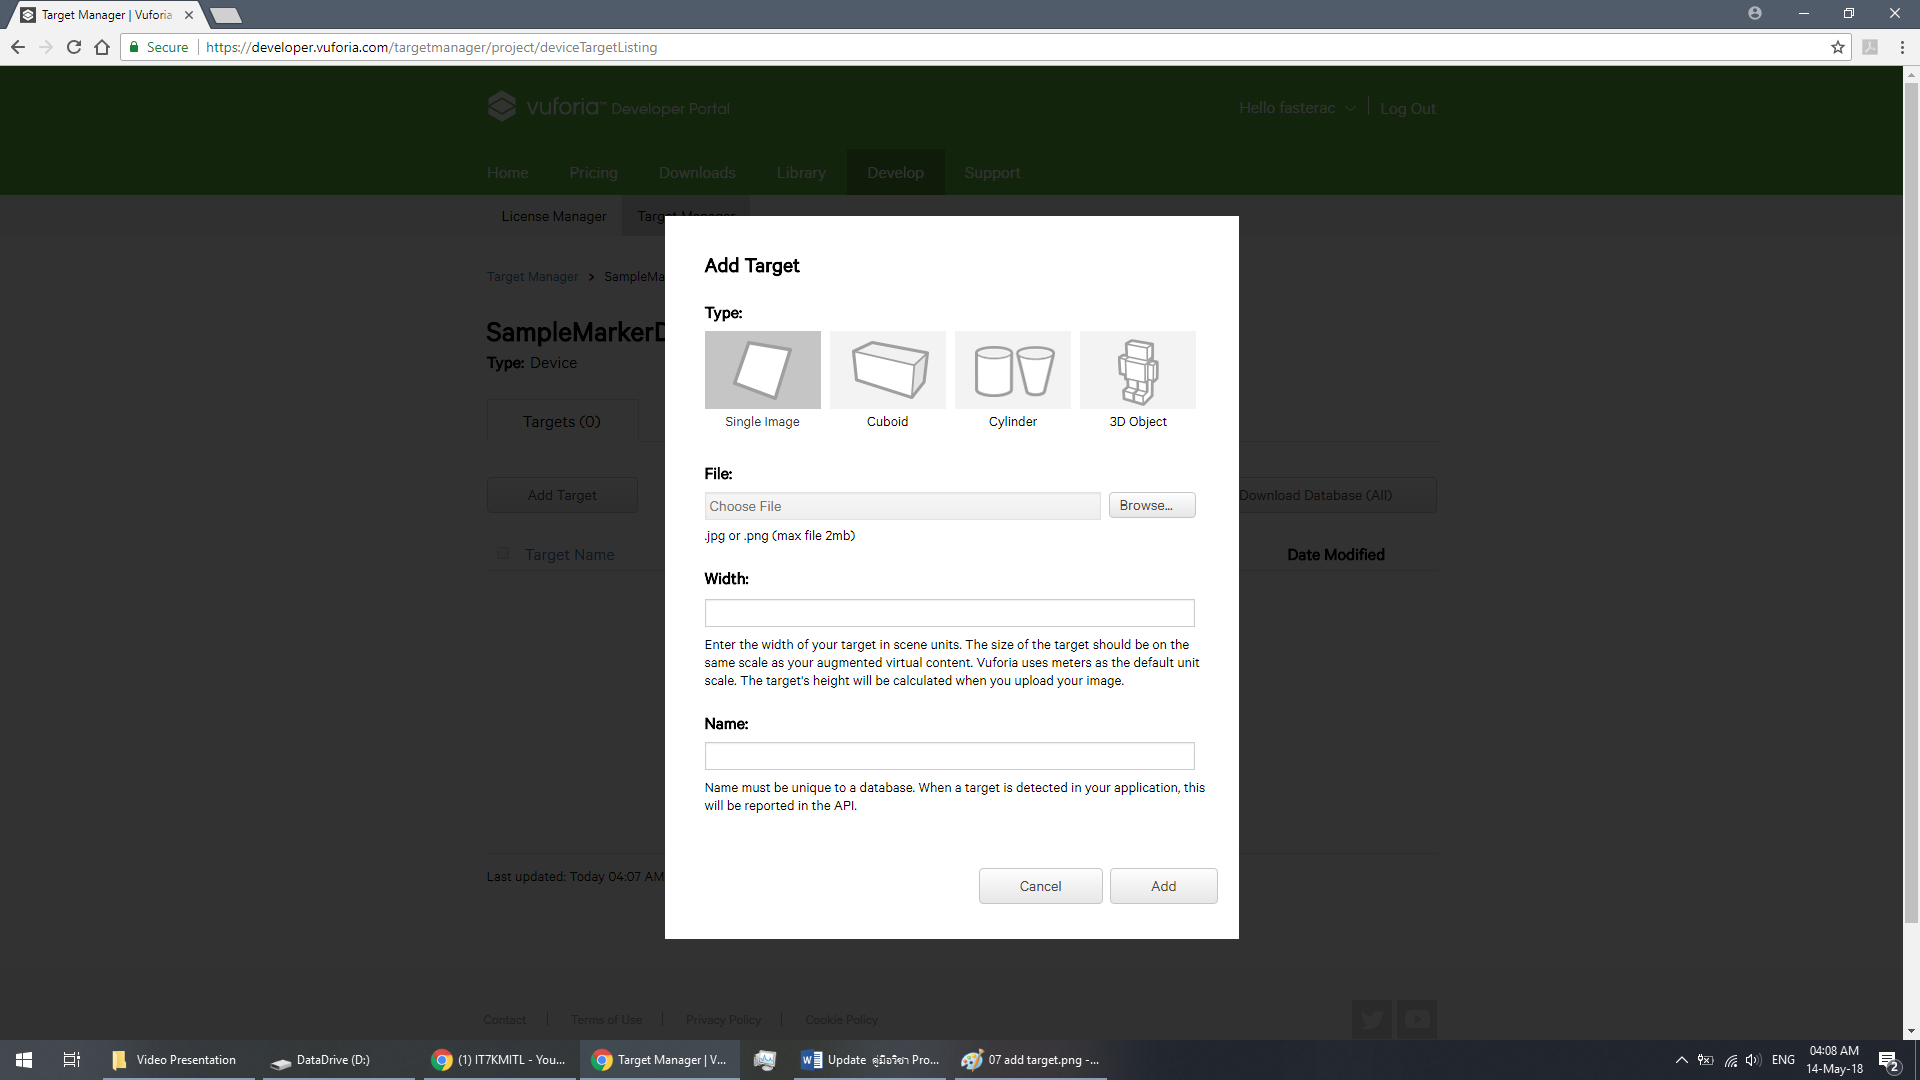 Target Manager | Vuforia
Secure https://developer.vuforia.com/targetmanager/project/deviceTargetListing
vuforia™ Developer Portal
Hello fasterac Log Out
Home Pricing Downloads Library Develop Support
License Manager Target Manager
Target Manager > SampleMa
SampleMarkerD
Type: Device
Targets (0)
Add Target
Download Database (All)
Target Name
Date Modified
Last updated: Today 04:07 AM
Add Target
Type:
Single Image Cuboid Cylinder 3D Object
File:
Choose File Browse...
.jpg or .png (max file 2mb)
Width:
Enter the width of your target in scene units. The size of the target should be on the
same scale as your augmented virtual content. Vuforia uses meters as the default unit
scale. The target's height will be calculated when you upload your image.
Name:
Name must be unique to a database. When a target is detected in your application, this
will be reported in the API.
Cancel Add
Contact Terms of Use Privacy Policy Cookie Policy
Video Presentation DataDrive (D:) (1) IT7KMITL - You... Target Manager | V... Update คู่มือวิชา Pro... 07 add target.png -...
ENG 04:08 AM
14-May-18
2